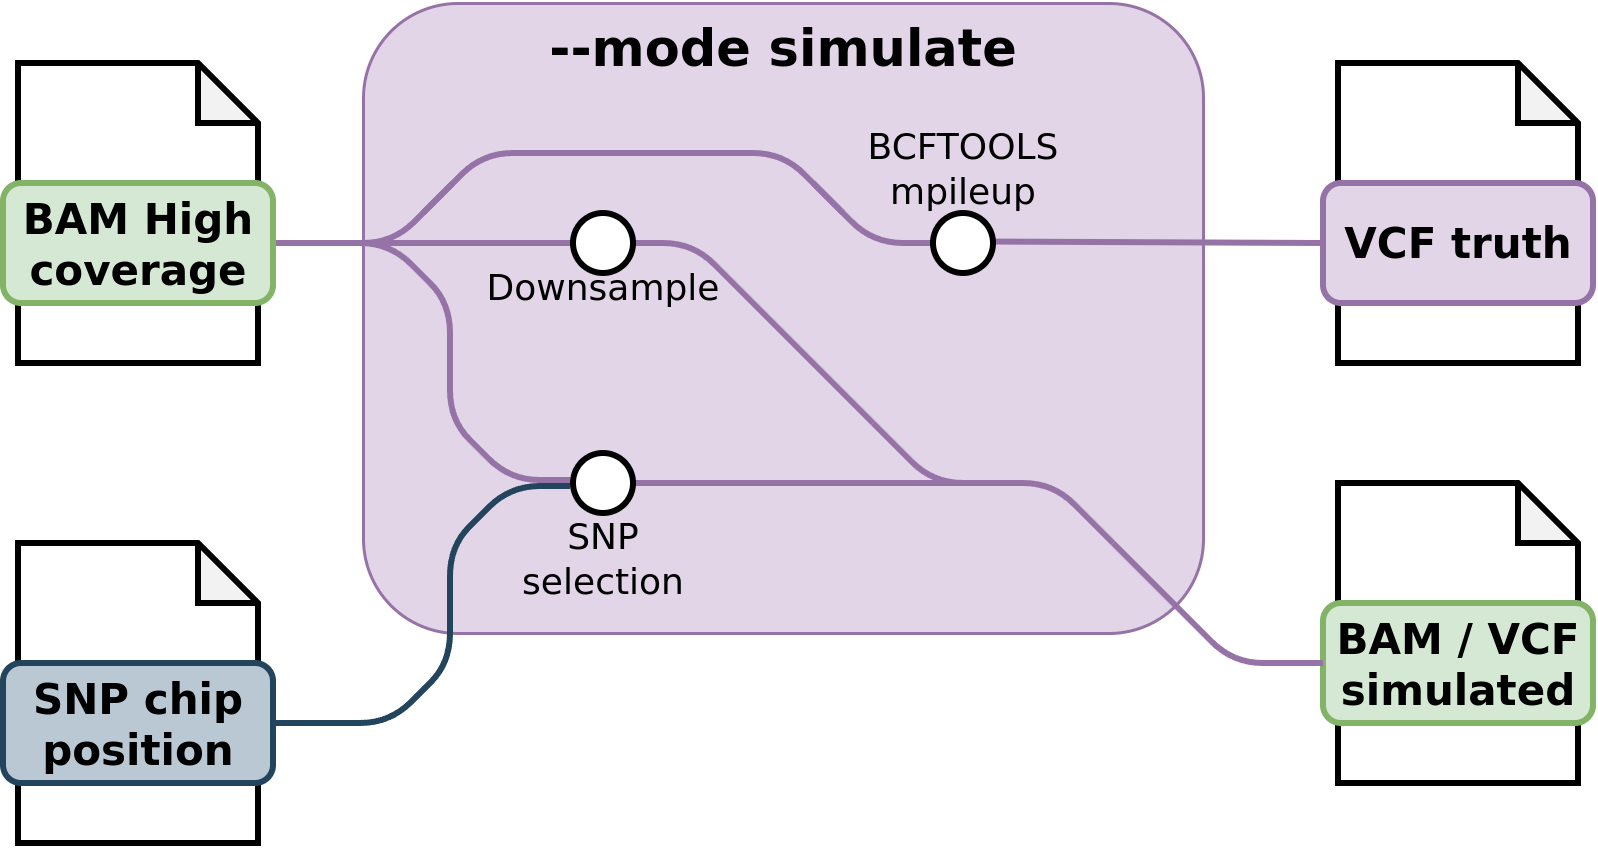 --mode simulate
BCFTOOLS
mpileup
BAM High
coverage
VCF truth
Downsample
SNP
selection
BAM / VCF
simulated
SNP chip
position